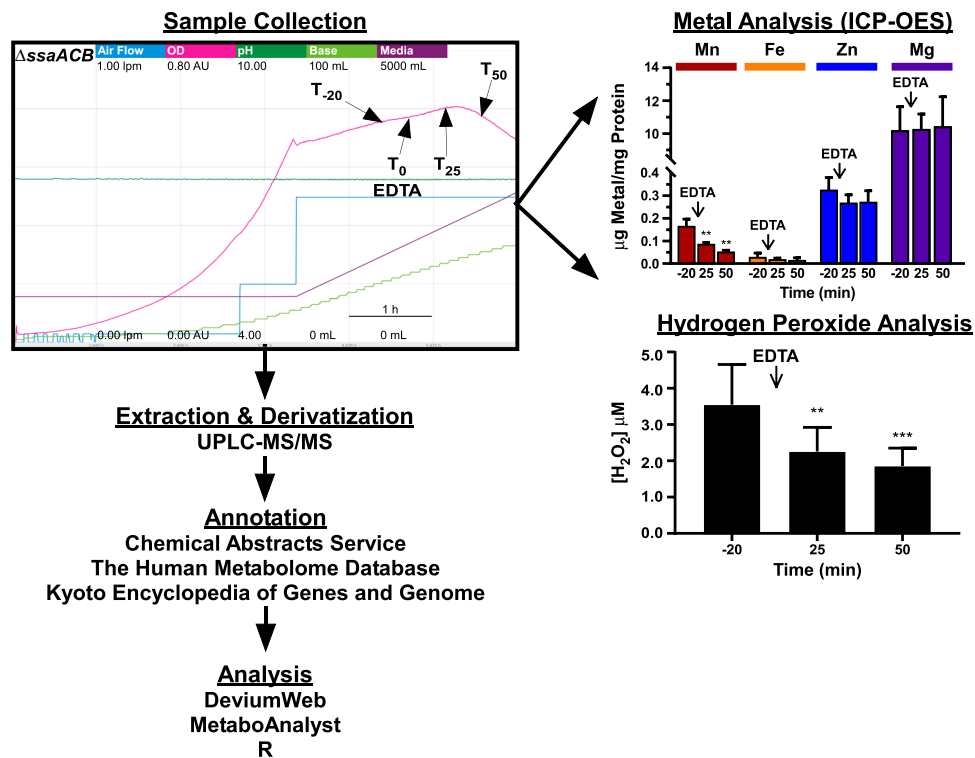 Sample Collection
ΔssaACB
Air Flow OD pH Base Media
1.00 lpm 0.80 AU 10.00 100 mL 5000 mL
T-20
T0
T25
T50
EDTA
1 h
0.00 lpm 0.00 AU 4.00 0 mL 0 mL
Extraction & Derivatization
UPLC-MS/MS
Annotation
Chemical Abstracts Service
The Human Metabolome Database
Kyoto Encyclopedia of Genes and Genome
Analysis
DeviumWeb
MetaboAnalyst
R
Metal Analysis (ICP-OES)
Mn Fe Zn Mg
µg Metal/mg Protein
14
12
10
0.4
0.3
0.2
0.1
0.0
EDTA
** **
EDTA
EDTA
EDTA
-20 25 50 -20 25 50 -20 25 50 -20 25 50
Time (min)
Hydrogen Peroxide Analysis
[H2O2] µM
5.0
4.0
3.0
2.0
1.0
0.0
EDTA
**
***
-20 25 50
Time (min)